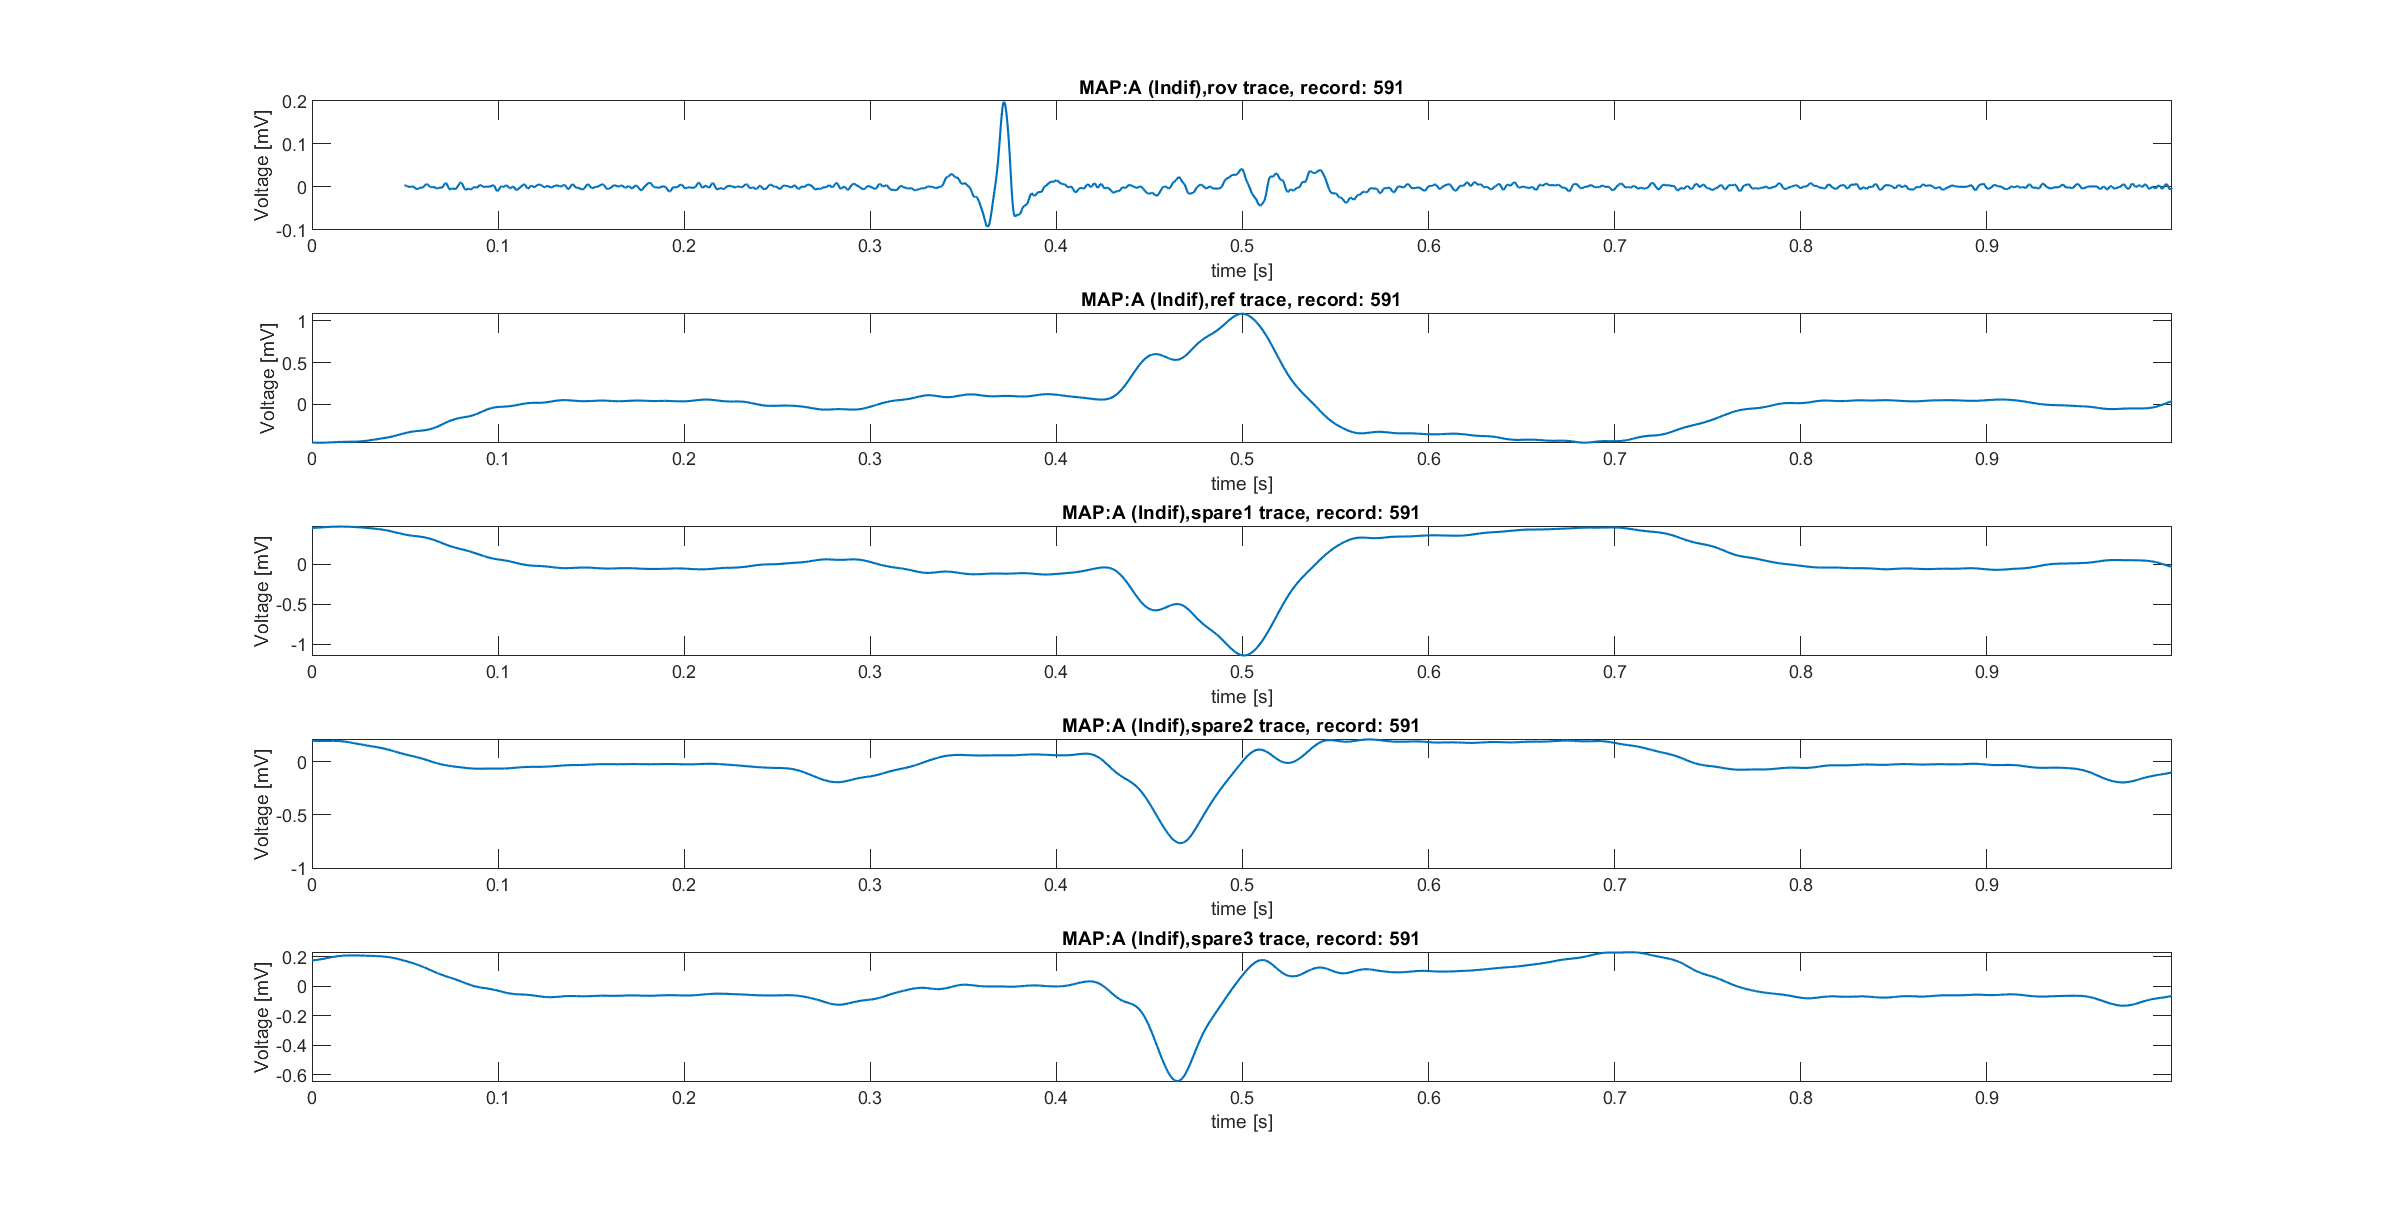 MAP:A (Indif),rov trace, record: 591
Voltage [mV]
0.2
0.1
0
-0.1
0 0.1 0.2 0.3 0.4 0.5 0.6 0.7 0.8 0.9
time [s]
MAP:A (Indif),ref trace, record: 591
Voltage [mV]
1
0.5
0
0 0.1 0.2 0.3 0.4 0.5 0.6 0.7 0.8 0.9
time [s]
MAP:A (Indif),spare1 trace, record: 591
Voltage [mV]
0
-0.5
-1
0 0.1 0.2 0.3 0.4 0.5 0.6 0.7 0.8 0.9
time [s]
MAP:A (Indif),spare2 trace, record: 591
Voltage [mV]
0
-0.5
-1
0 0.1 0.2 0.3 0.4 0.5 0.6 0.7 0.8 0.9
time [s]
MAP:A (Indif),spare3 trace, record: 591
Voltage [mV]
0.2
0
-0.2
-0.4
-0.6
0 0.1 0.2 0.3 0.4 0.5 0.6 0.7 0.8 0.9
time [s]